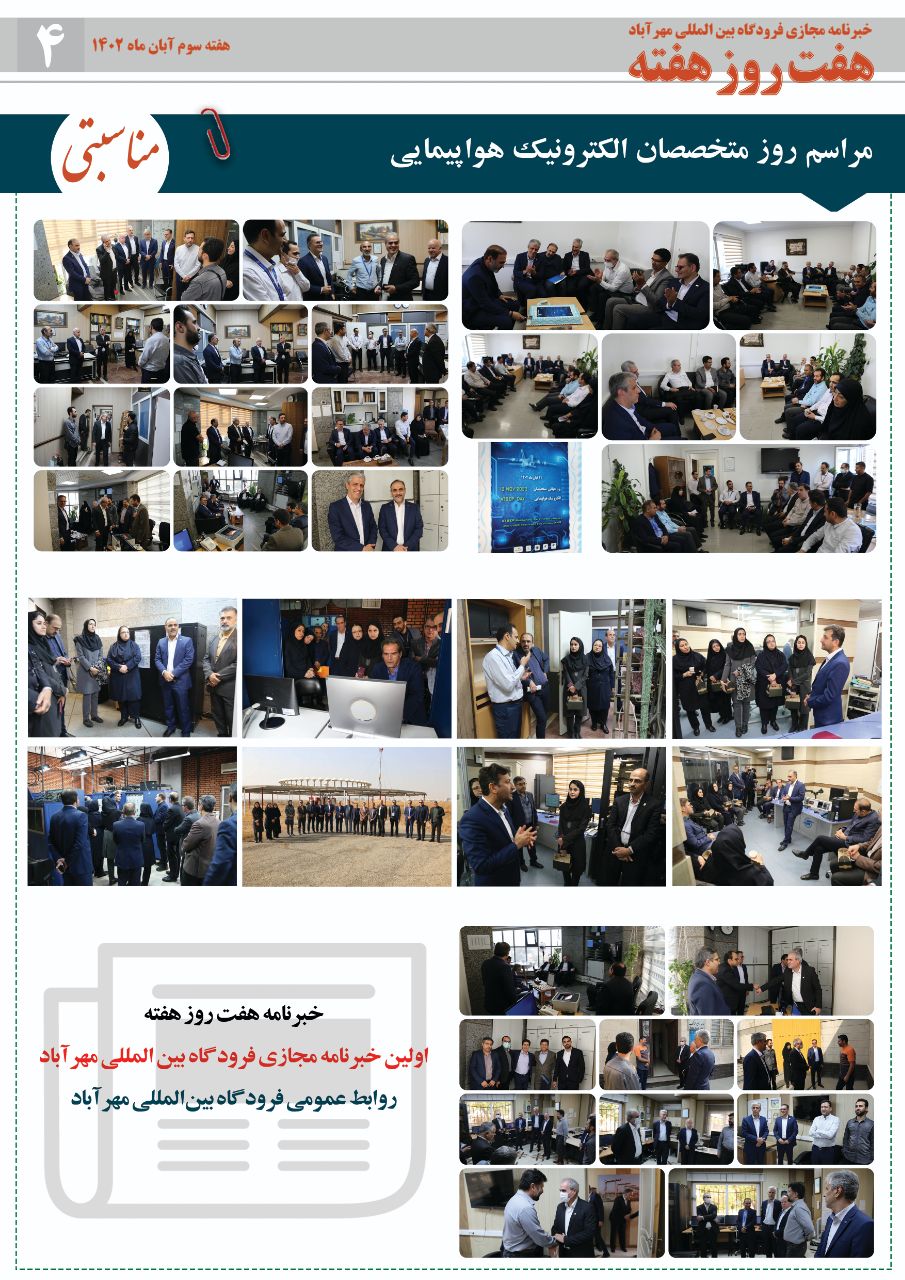 خبرنامه مجازی فرودگاه بین المللی مهرآباد
هفت روز هفته
هفته سوم آبان ماه ۱۴۰۲
۴
مراسم روز متخصصان الکترونیک هواپیمایی
مناسبتی
خبرنامه هفت روز هفته
اولین خبرنامه مجازی فرودگاه بین المللی مهرآباد
روابط عمومی فرودگاه بین‌المللی مهرآباد